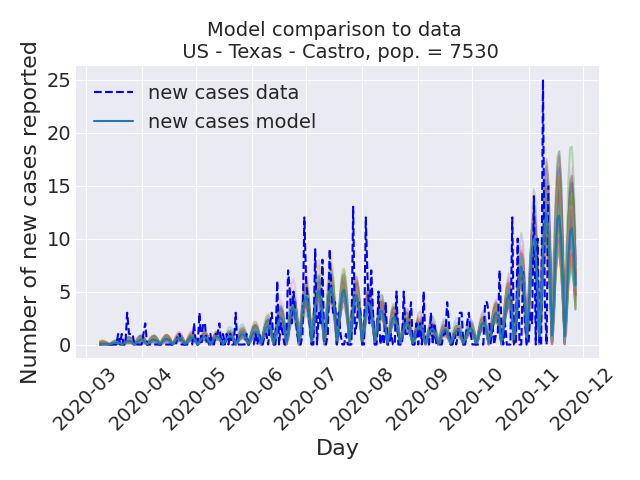 Model comparison to data
US - Texas - Castro, pop. = 7530
Number of new cases reported
25
20
15
10
5
0
new cases data
new cases model
2020-03
2020-04
2020-05
2020-06
2020-07
2020-08
2020-09
2020-10
2020-11
2020-12
Day